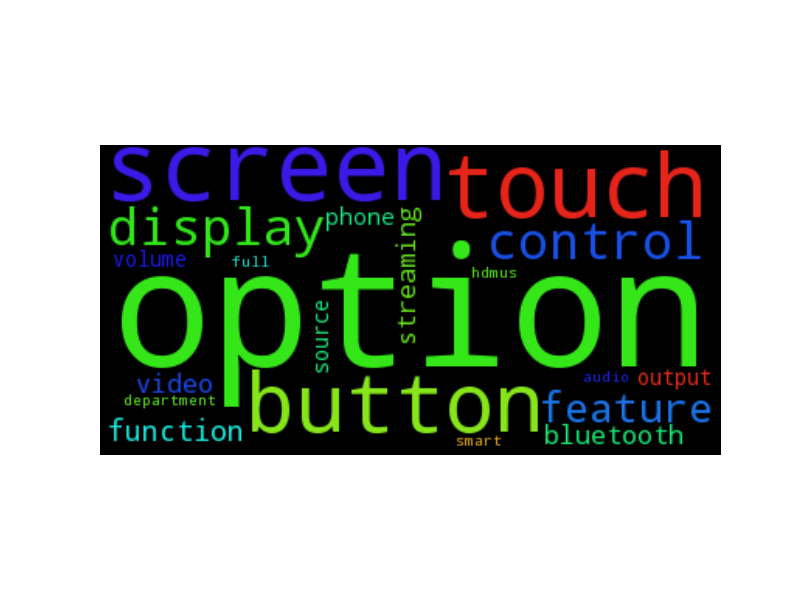 screen
touch
display
phone
streaming
control
volume
full
hdmus
option
source
video
audio
output
department
button
feature
function
smart
bluetooth